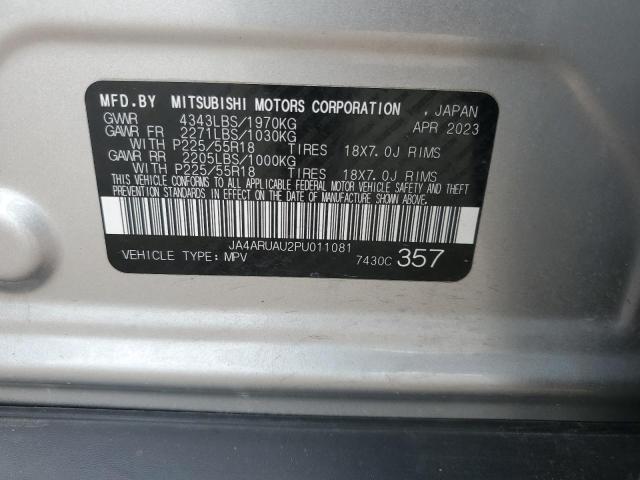 MFD.BY MITSUBISHI MOTORS CORPORATION , JAPAN
GVWR 4343LBS/1970KG APR 2023
GAWR FR 2271LBS/1030KG
WITH P225/55R18 TIRES 18X7.0J RIMS
GAWR RR 2205LBS/1000KG
WITH P225/55R18 TIRES 18X7.0J RIMS
THIS VEHICLE CONFORMS TO ALL APPLICABLE FEDERAL MOTOR VEHICLE SAFETY AND THEFT
PREVENTION STANDARDS IN EFFECT ON THE DATE OF MANUFACTURE SHOWN ABOVE.
JA4ARUAU2PU011081
VEHICLE TYPE: MPV 7430C 357